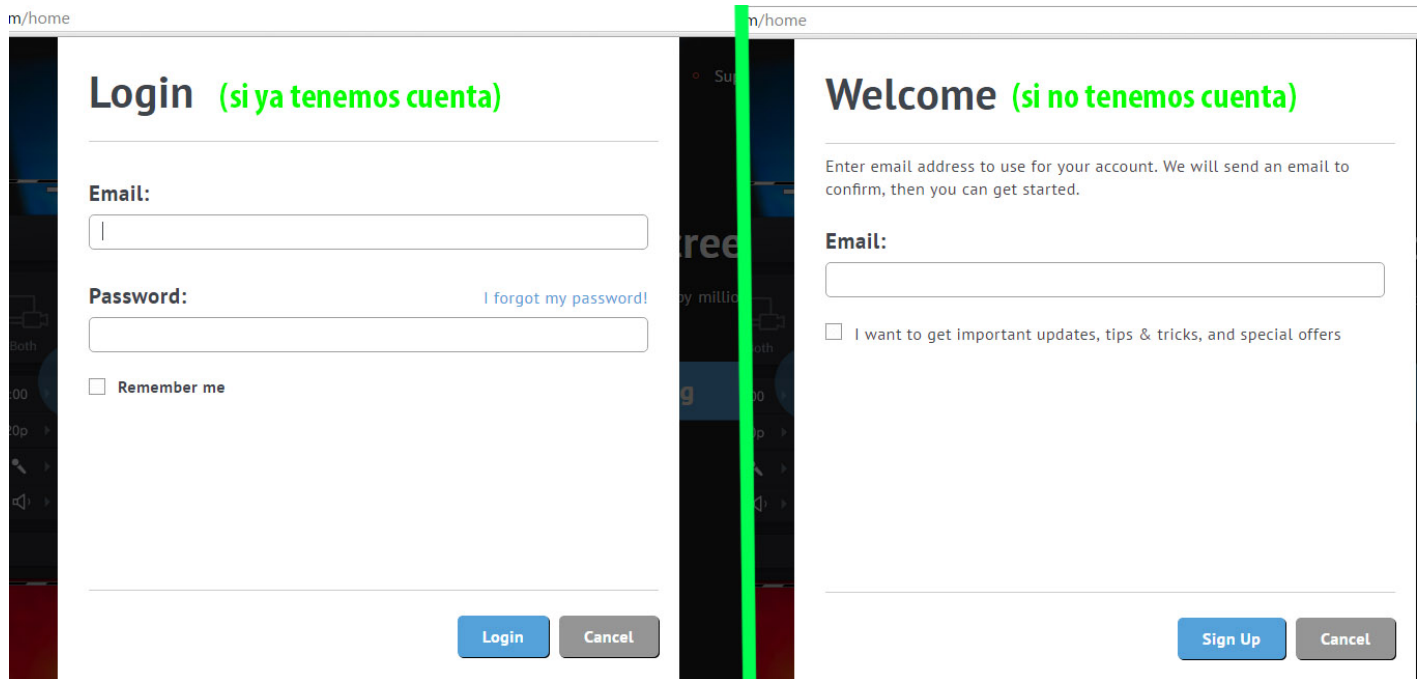 m/home
Login (si ya tenemos cuenta)
Email:
Password: I forgot my password!
Remember me
Login Cancel
Both
m/home
Welcome (si no tenemos cuenta)
Enter email address to use for your account. We will send an email to
confirm, then you can get started.
Email:
I want to get important updates, tips & tricks, and special offers
Sign Up Cancel